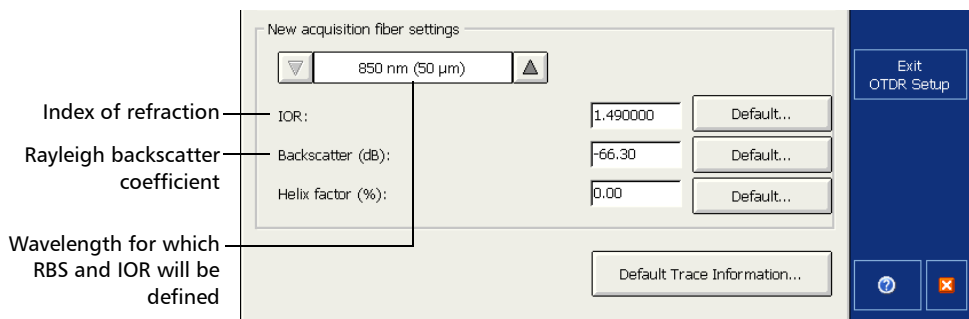 New acquisition fiber settings
850 nm (50 µm)
Exit
OTDR Setup
Index of refraction
IOR:
1.490000
Default...
Rayleigh backscatter
coefficient
Backscatter (dB):
-66.30
Default...
Helix factor (%):
0.00
Default...
Wavelength for which
RBS and IOR will be
defined
Default Trace Information...
?